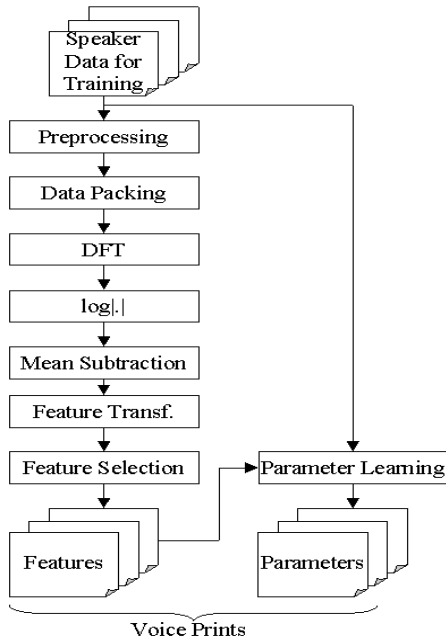 Speaker
Data for
Training
Preprocessing
Data Packing
DFT
log|.|
Mean Subtraction
Feature Transf.
Feature Selection
Parameter Learning
Features
Parameters
Voice Prints